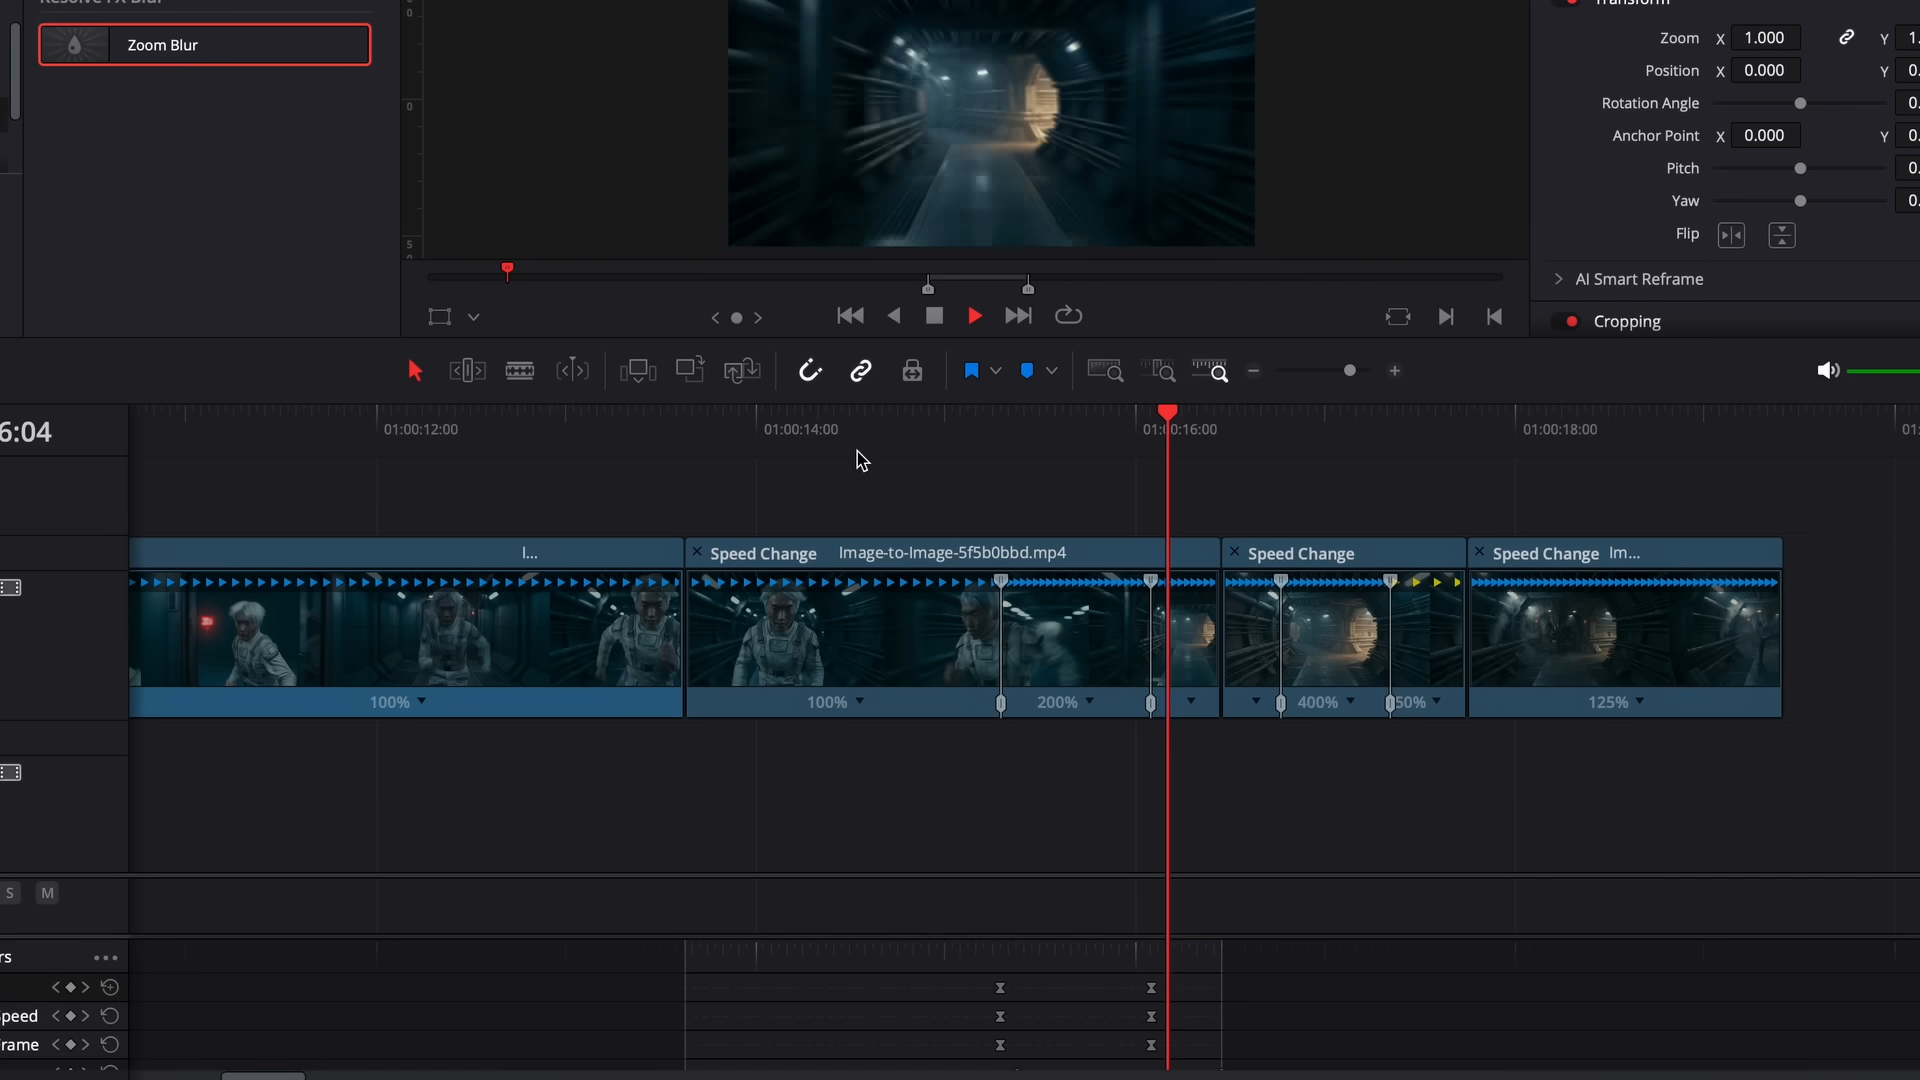 Resolve FX Blur
Zoom Blur
0
0
5
Transform
Zoom X 1.000 Y 1.
Position X 0.000 Y 0.
Rotation Angle 0.
Anchor Point X 0.000 Y 0.
Pitch 0.
Yaw 0.
Flip
AI Smart Reframe
Cropping
6:04
01:00:12:00 01:00:14:00 01:00:16:00 01:00:18:00 01:
I... Speed Change Image-to-Image-5f5b0bbd.mp4 Speed Change Speed Change Im...
100% 100% 200% 400% 50% 125%
S M
rs
peed
rame